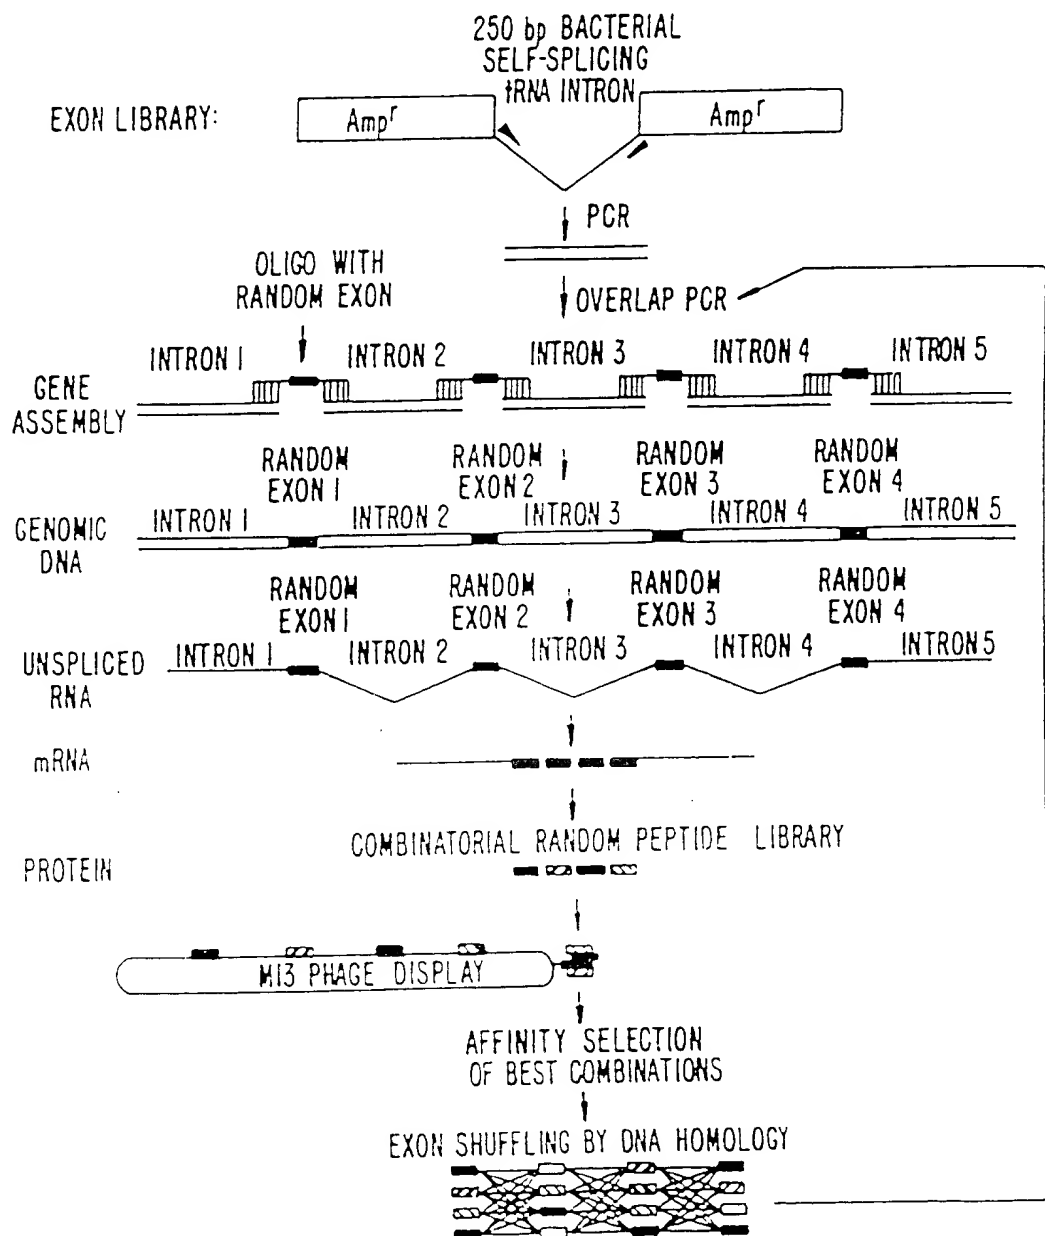 250 bp BACTERIAL
SELF-SPLICING
tRNA INTRON
EXON LIBRARY:
Ampr
Ampr
PCR
OLIGO WITH
RANDOM EXON
OVERLAP PCR
INTRON 1
INTRON 2
INTRON 3
INTRON 4
INTRON 5
GENE
ASSEMBLY
RANDOM
EXON 1
RANDOM
EXON 2
RANDOM
EXON 3
RANDOM
EXON 4
INTRON 1
INTRON 2
INTRON 3
INTRON 4
INTRON 5
GENOMIC
DNA
RANDOM
EXON 1
RANDOM
EXON 2
RANDOM
EXON 3
RANDOM
EXON 4
INTRON 1
INTRON 2
INTRON 3
INTRON 4
INTRON 5
UNSPLICED
RNA
mRNA
COMBINATORIAL RANDOM PEPTIDE LIBRARY
PROTEIN
M13 PHAGE DISPLAY
AFFINITY SELECTION
OF BEST COMBINATIONS
EXON SHUFFLING BY DNA HOMOLOGY